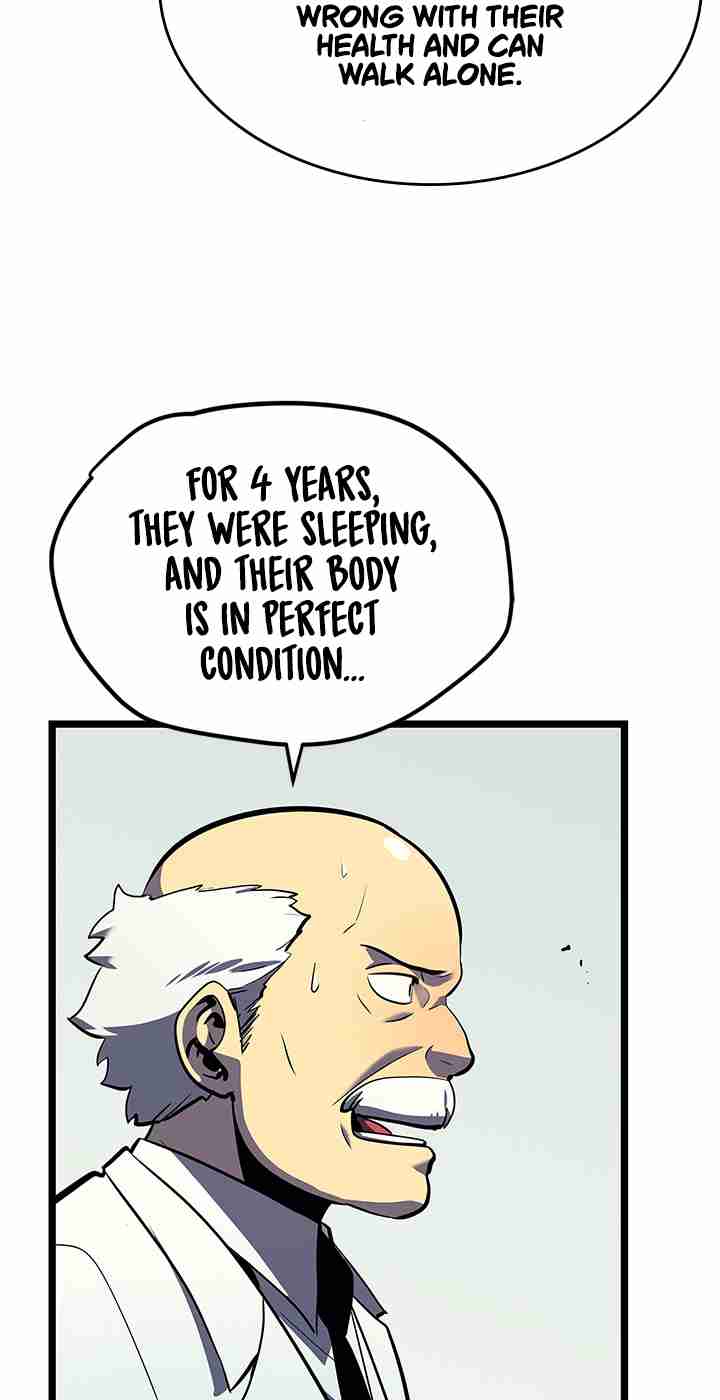 WRONG WITH THEIR
HEALTH AND CAN
WALK ALONE.
FOR 4 YEARS,
THEY WERE SLEEPING,
AND THEIR BODY
IS IN PERFECT
CONDITION...